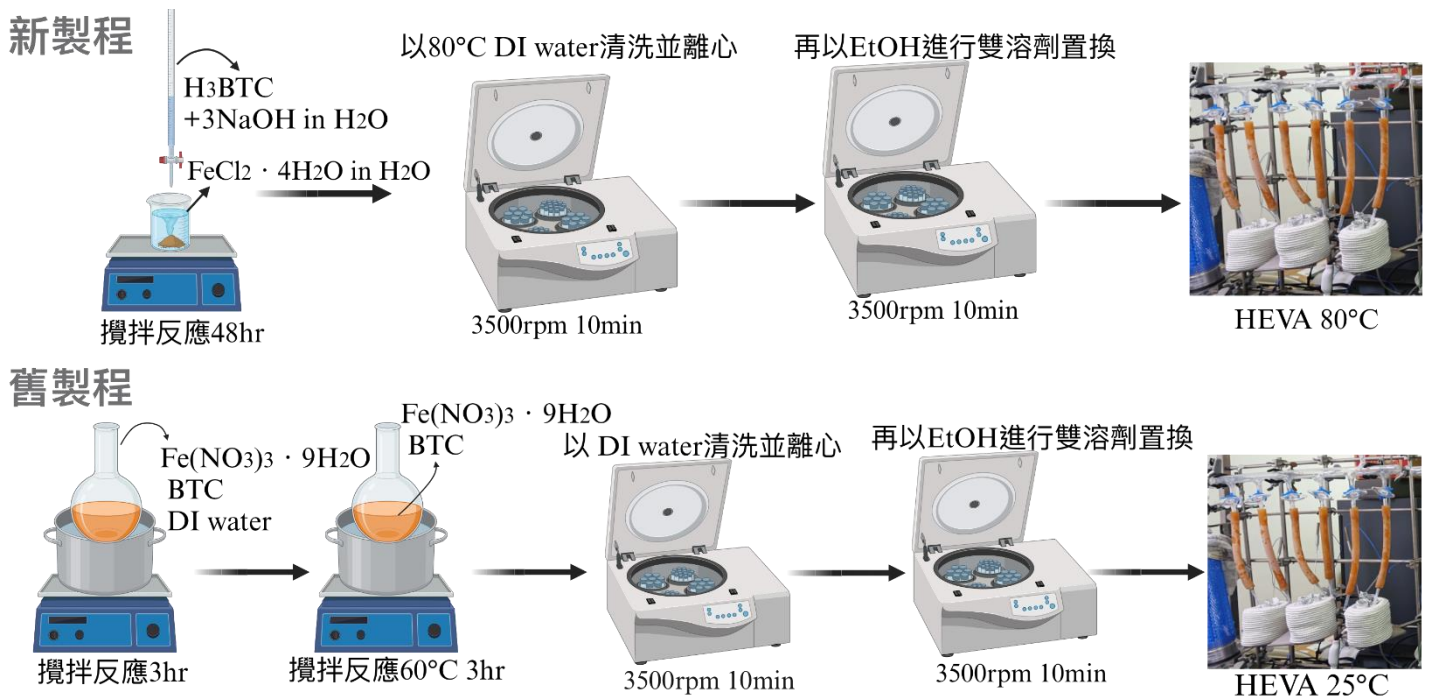 新製程
H3BTC
+3NaOH in H2O
FeCl2 · 4H2O in H2O
攪拌反應48hr
以80°C DI water清洗並離心
3500rpm 10min
再以EtOH進行雙溶劑置換
3500rpm 10min
HEVA 80°C
舊製程
Fe(NO3)3 · 9H2O
BTC
DI water
攪拌反應3hr
Fe(NO3)3 · 9H2O
BTC
攪拌反應60°C 3hr
以 DI water清洗並離心
3500rpm 10min
再以EtOH進行雙溶劑置換
3500rpm 10min
HEVA 25°C